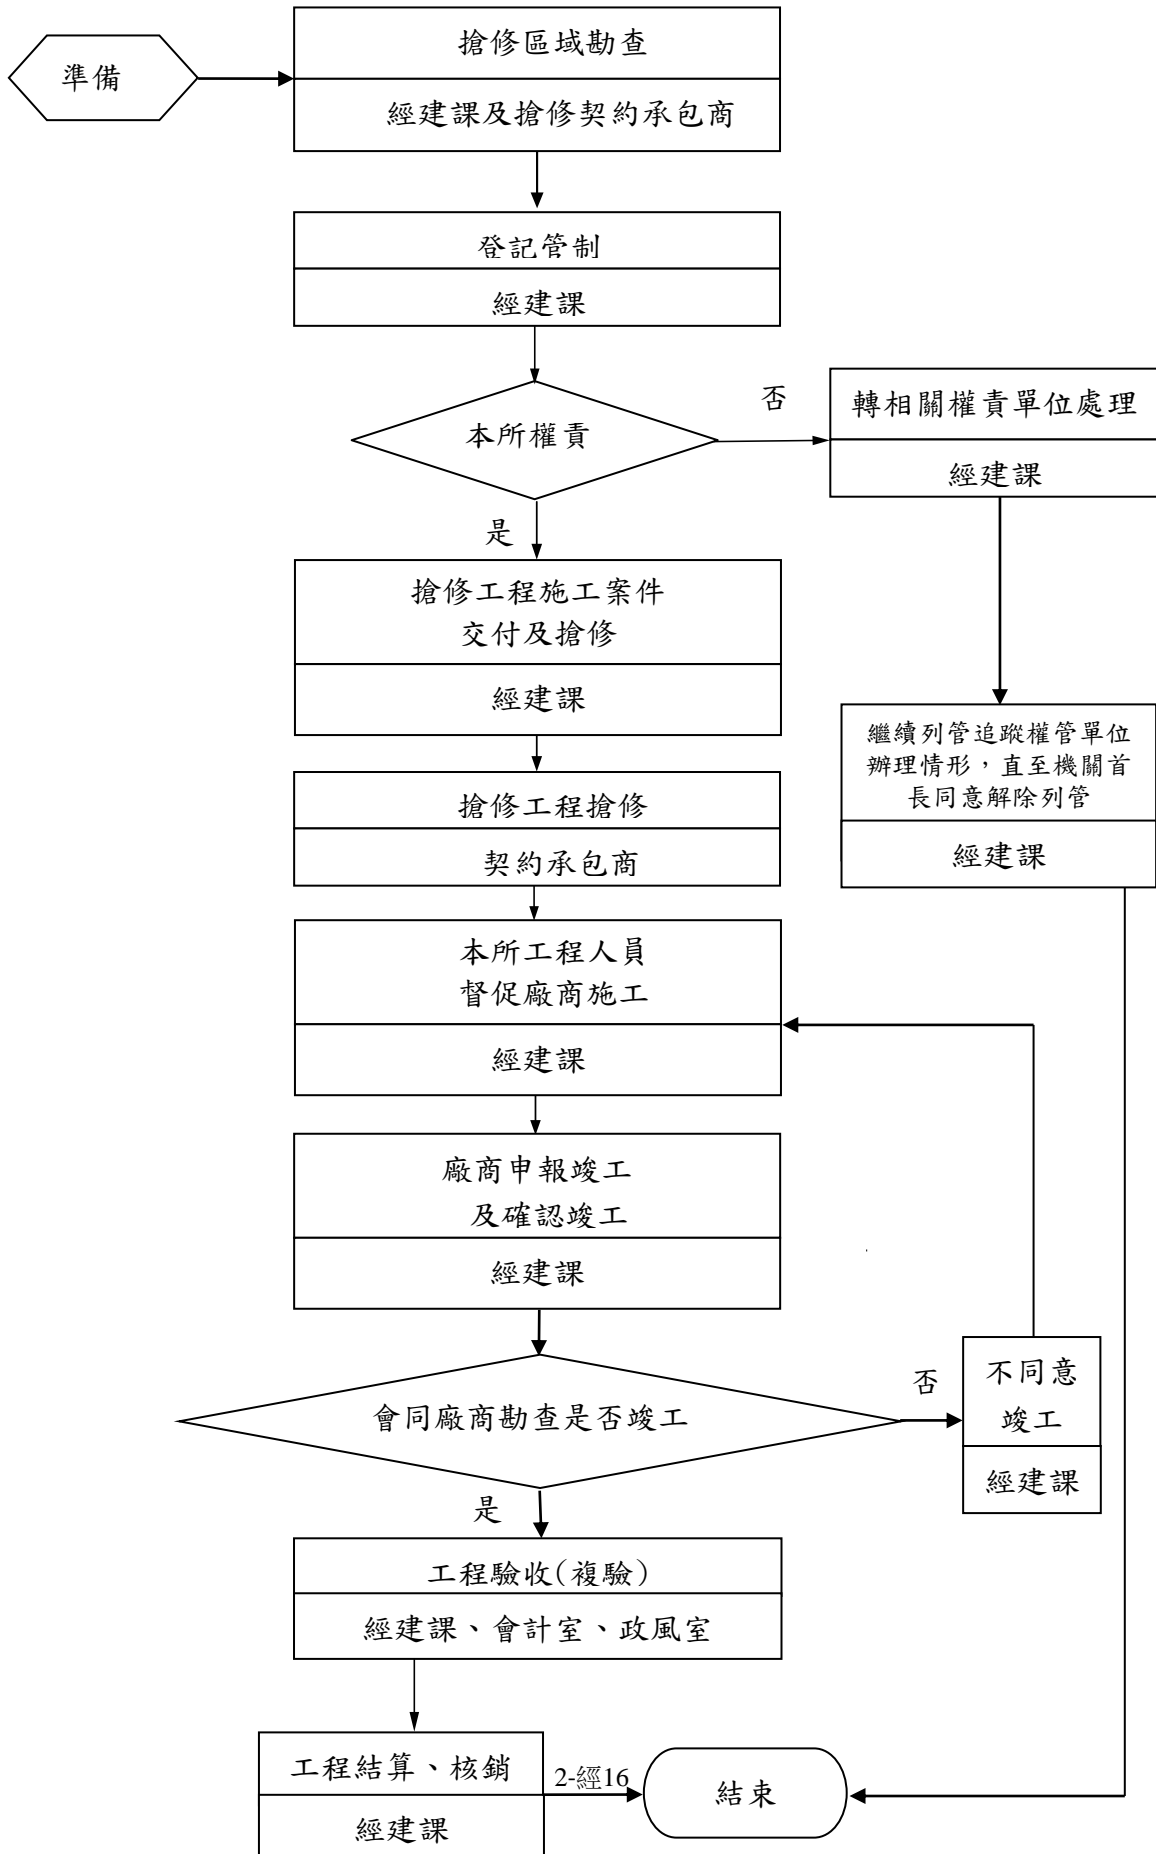 準備
搶修區域勘查
經建課及搶修契約承包商
登記管制
經建課
本所權責
否
轉相關權責單位處理
經建課
是
搶修工程施工案件
交付及搶修
經建課
繼續列管追蹤權管單位
辦理情形，直至機關首
長同意解除列管
經建課
搶修工程搶修
契約承包商
本所工程人員
督促廠商施工
經建課
廠商申報竣工
及確認竣工
經建課
會同廠商勘查是否竣工
否
不同意
竣工
經建課
是
工程驗收(複驗)
經建課、會計室、政風室
工程結算、核銷
經建課
2-經16
結束